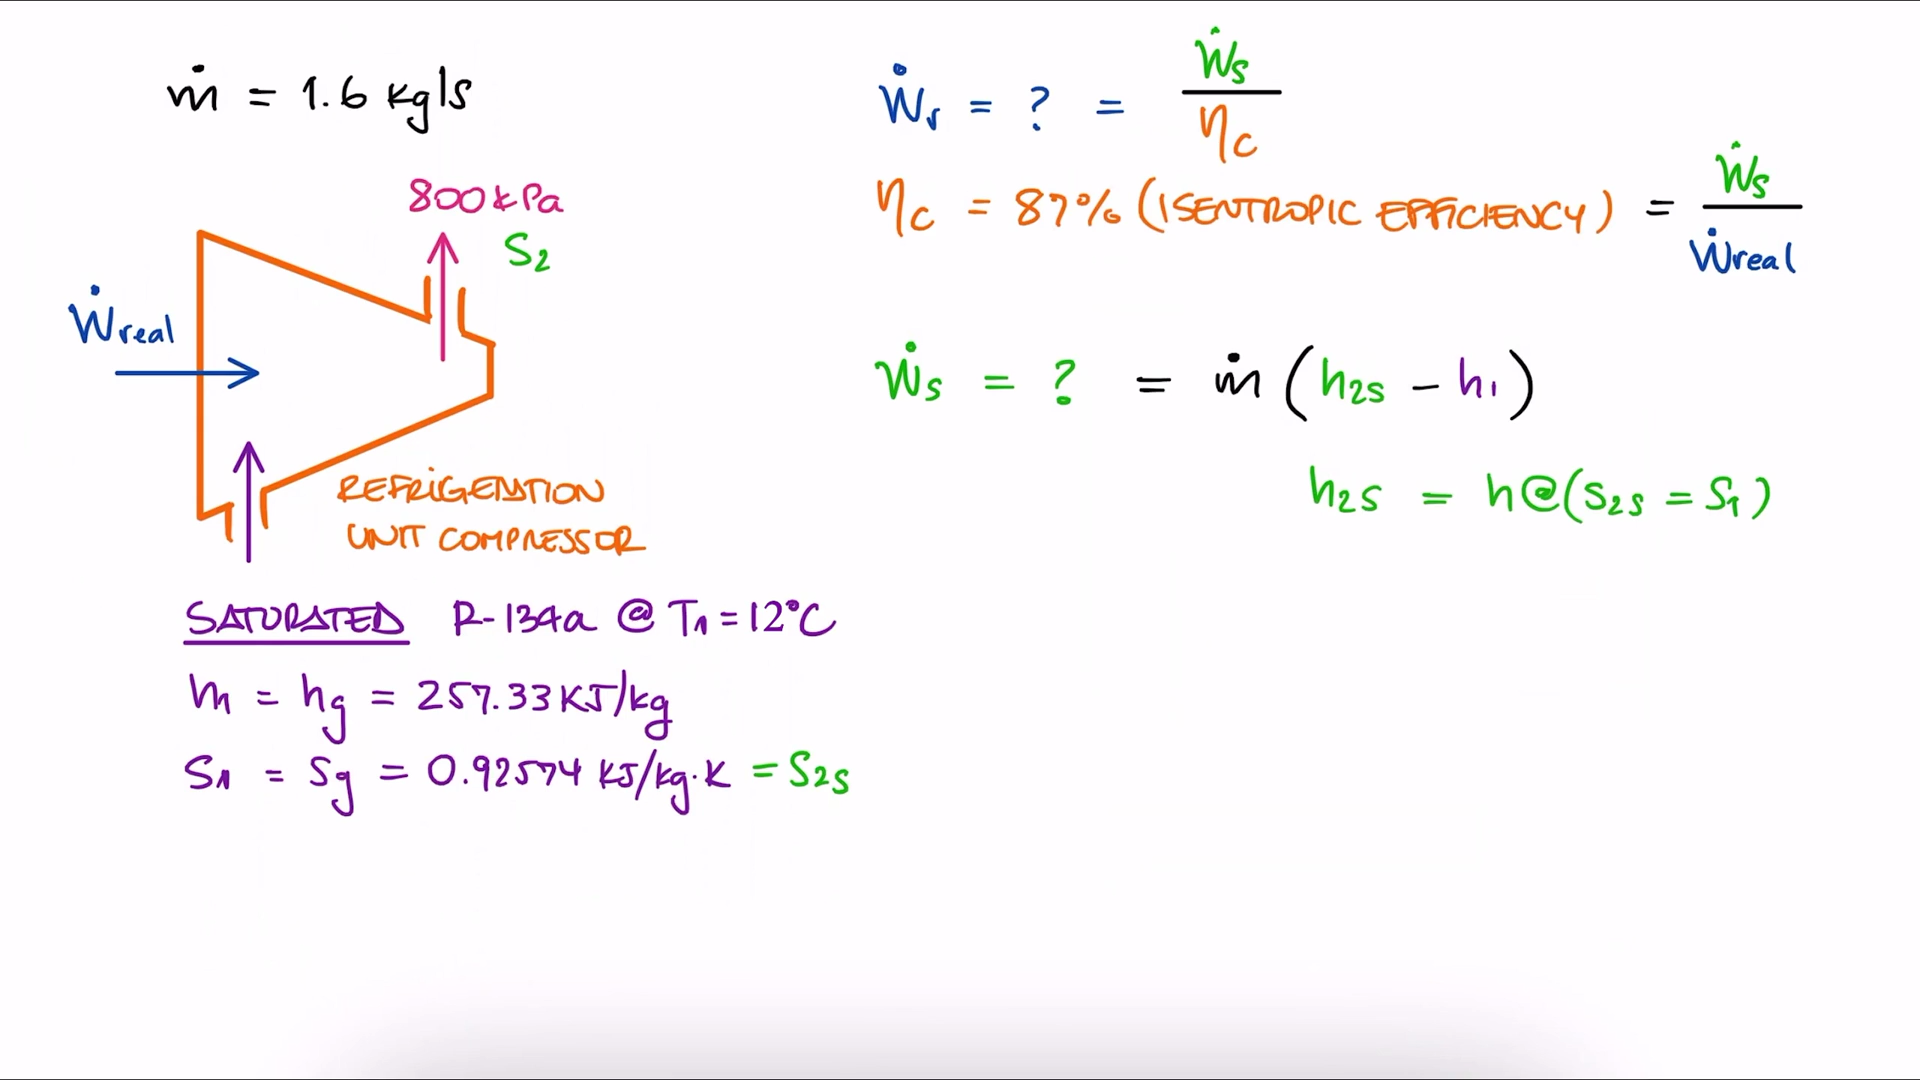 ṁ = 1.6 kg/s
800 kPa
S₂
Ẇreal
REFRIGERATION
UNIT COMPRESSOR
SATURATED R-134a @ T₁ = 12°C
h₁ = hg = 257.33 kJ/kg
S₁ = Sg = 0.92574 kJ/kg·K = S₂s
Ẇr = ? = Ẇs / ηc
ηc = 87% (ISENTROPIC EFFICIENCY) = Ẇs / Ẇreal
Ẇs = ? = ṁ (h₂s − h₁)
h₂s = h@(S₂s = S₁)